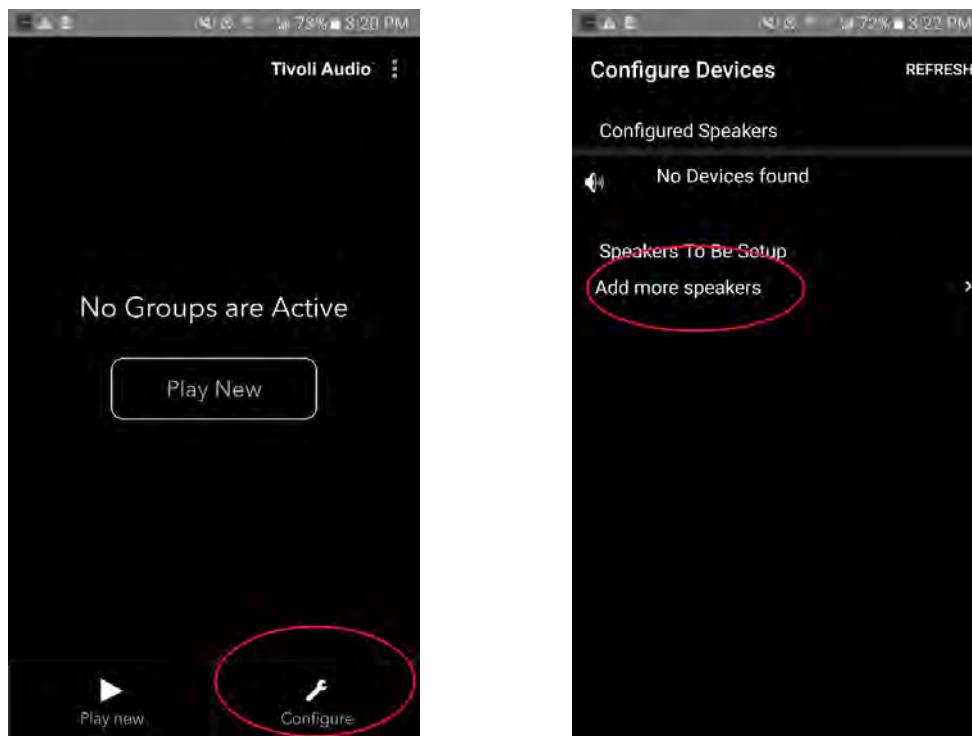 73% 3:20 PM
Tivoli Audio
No Groups are Active
Play New
Play new
Configure
72% 3:22 PM
Configure Devices REFRESH
Configured Speakers
No Devices found
Speakers To Be Setup
Add more speakers